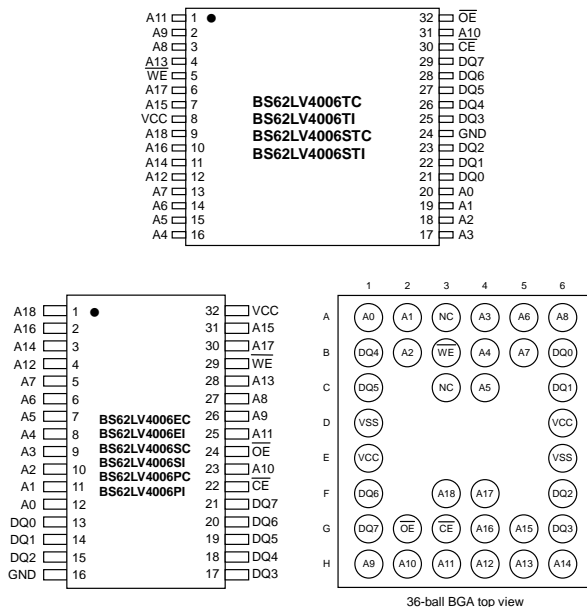 A11 1 32 OE
A9 2 31 A10
A8 3 30 CE
A13 4 29 DQ7
WE 5 28 DQ6
A17 6 27 DQ5
A15 7 26 DQ4
VCC 8 25 DQ3
A18 9 24 GND
A16 10 23 DQ2
A14 11 22 DQ1
A12 12 21 DQ0
A7 13 20 A0
A6 14 19 A1
A5 15 18 A2
A4 16 17 A3
BS62LV4006TC
BS62LV4006TI
BS62LV4006STC
BS62LV4006STI
A18 1 32 VCC
A16 2 31 A15
A14 3 30 A17
A12 4 29 WE
A7 5 28 A13
A6 6 27 A8
A5 7 26 A9
A4 8 25 A11
A3 9 24 OE
A2 10 23 A10
A1 11 22 CE
A0 12 21 DQ7
DQ0 13 20 DQ6
DQ1 14 19 DQ5
DQ2 15 18 DQ4
GND 16 17 DQ3
BS62LV4006EC
BS62LV4006EI
BS62LV4006SC
BS62LV4006SI
BS62LV4006PC
BS62LV4006PI
1 2 3 4 5 6
A A0 A1 NC A3 A6 A8
B DQ4 A2 WE A4 A7 DQ0
C DQ5 NC A5 DQ1
D VSS VCC
E VCC VSS
F DQ6 A18 A17 DQ2
G DQ7 OE CE A16 A15 DQ3
H A9 A10 A11 A12 A13 A14
36-ball BGA top view